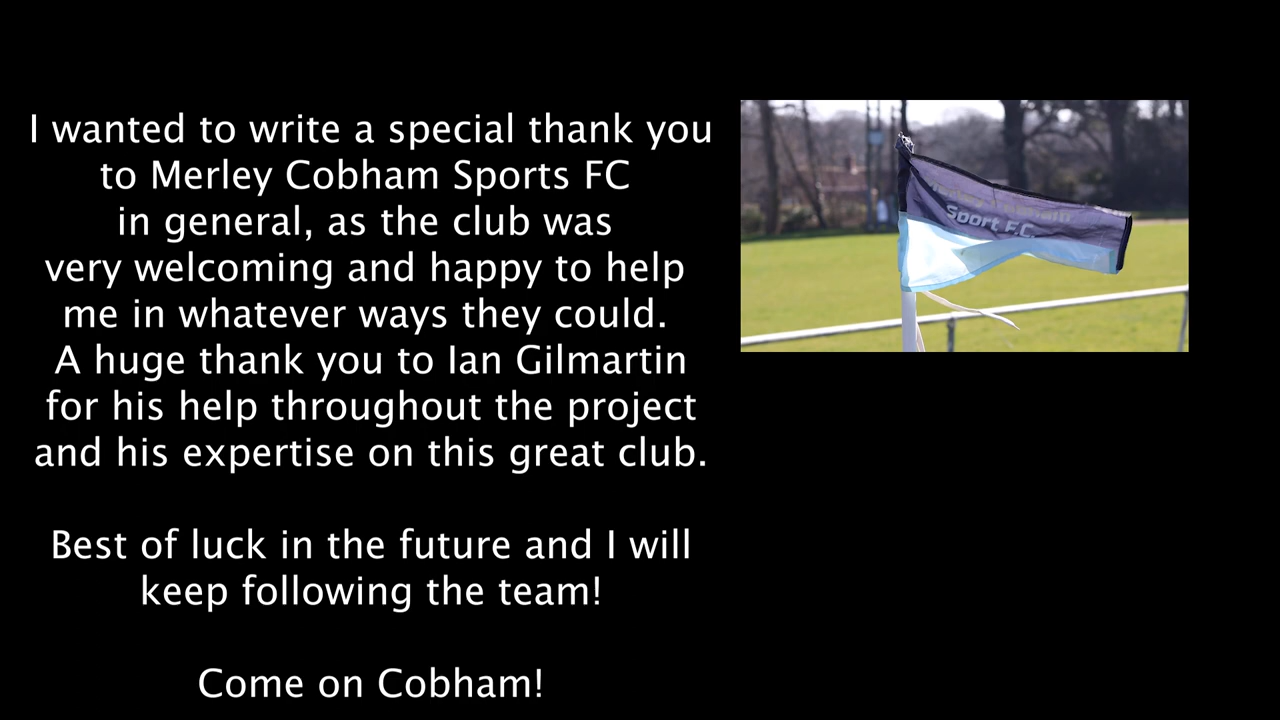 I wanted to write a special thank you
to Merley Cobham Sports FC
in general, as the club was
very welcoming and happy to help
me in whatever ways they could.
A huge thank you to Ian Gilmartin
for his help throughout the project
and his expertise on this great club.
Best of luck in the future and I will
keep following the team!
Come on Cobham!
Sport F.C.